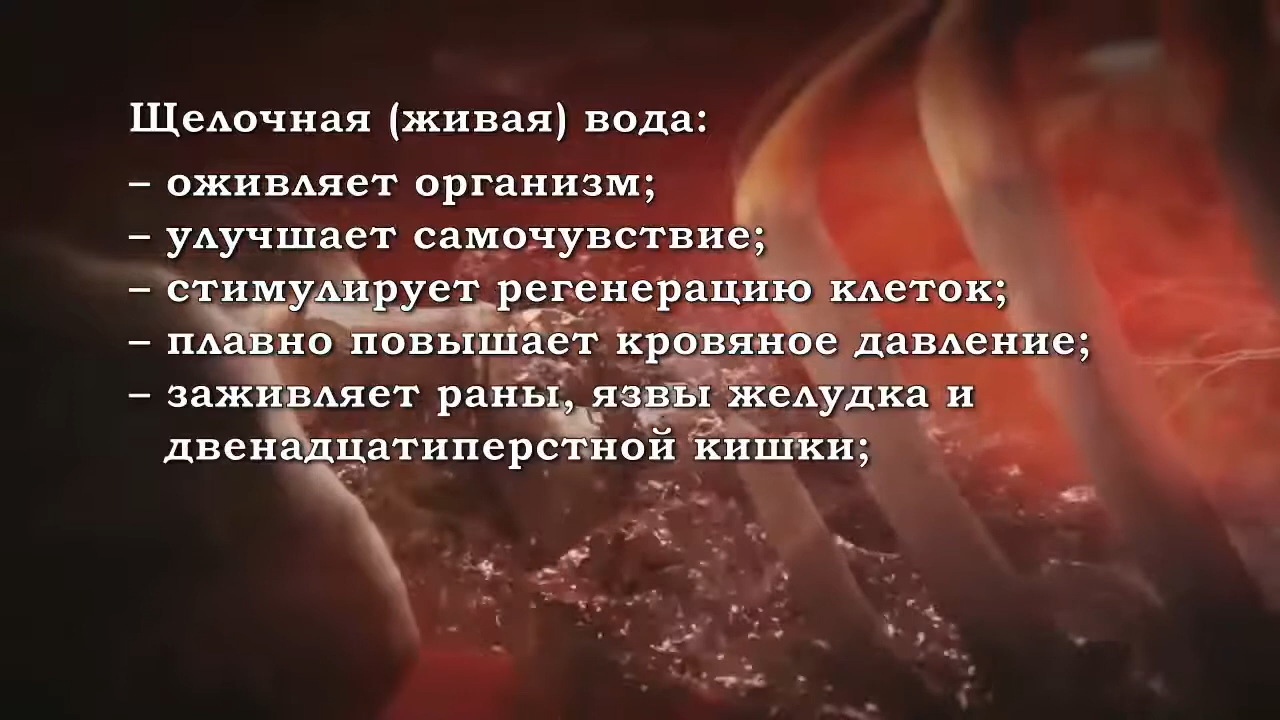 Щелочная (живая) вода:
– оживляет организм;
– улучшает самочувствие;
– стимулирует регенерацию клеток;
– плавно повышает кровяное давление;
– заживляет раны, язвы желудка и
двенадцатиперстной кишки;